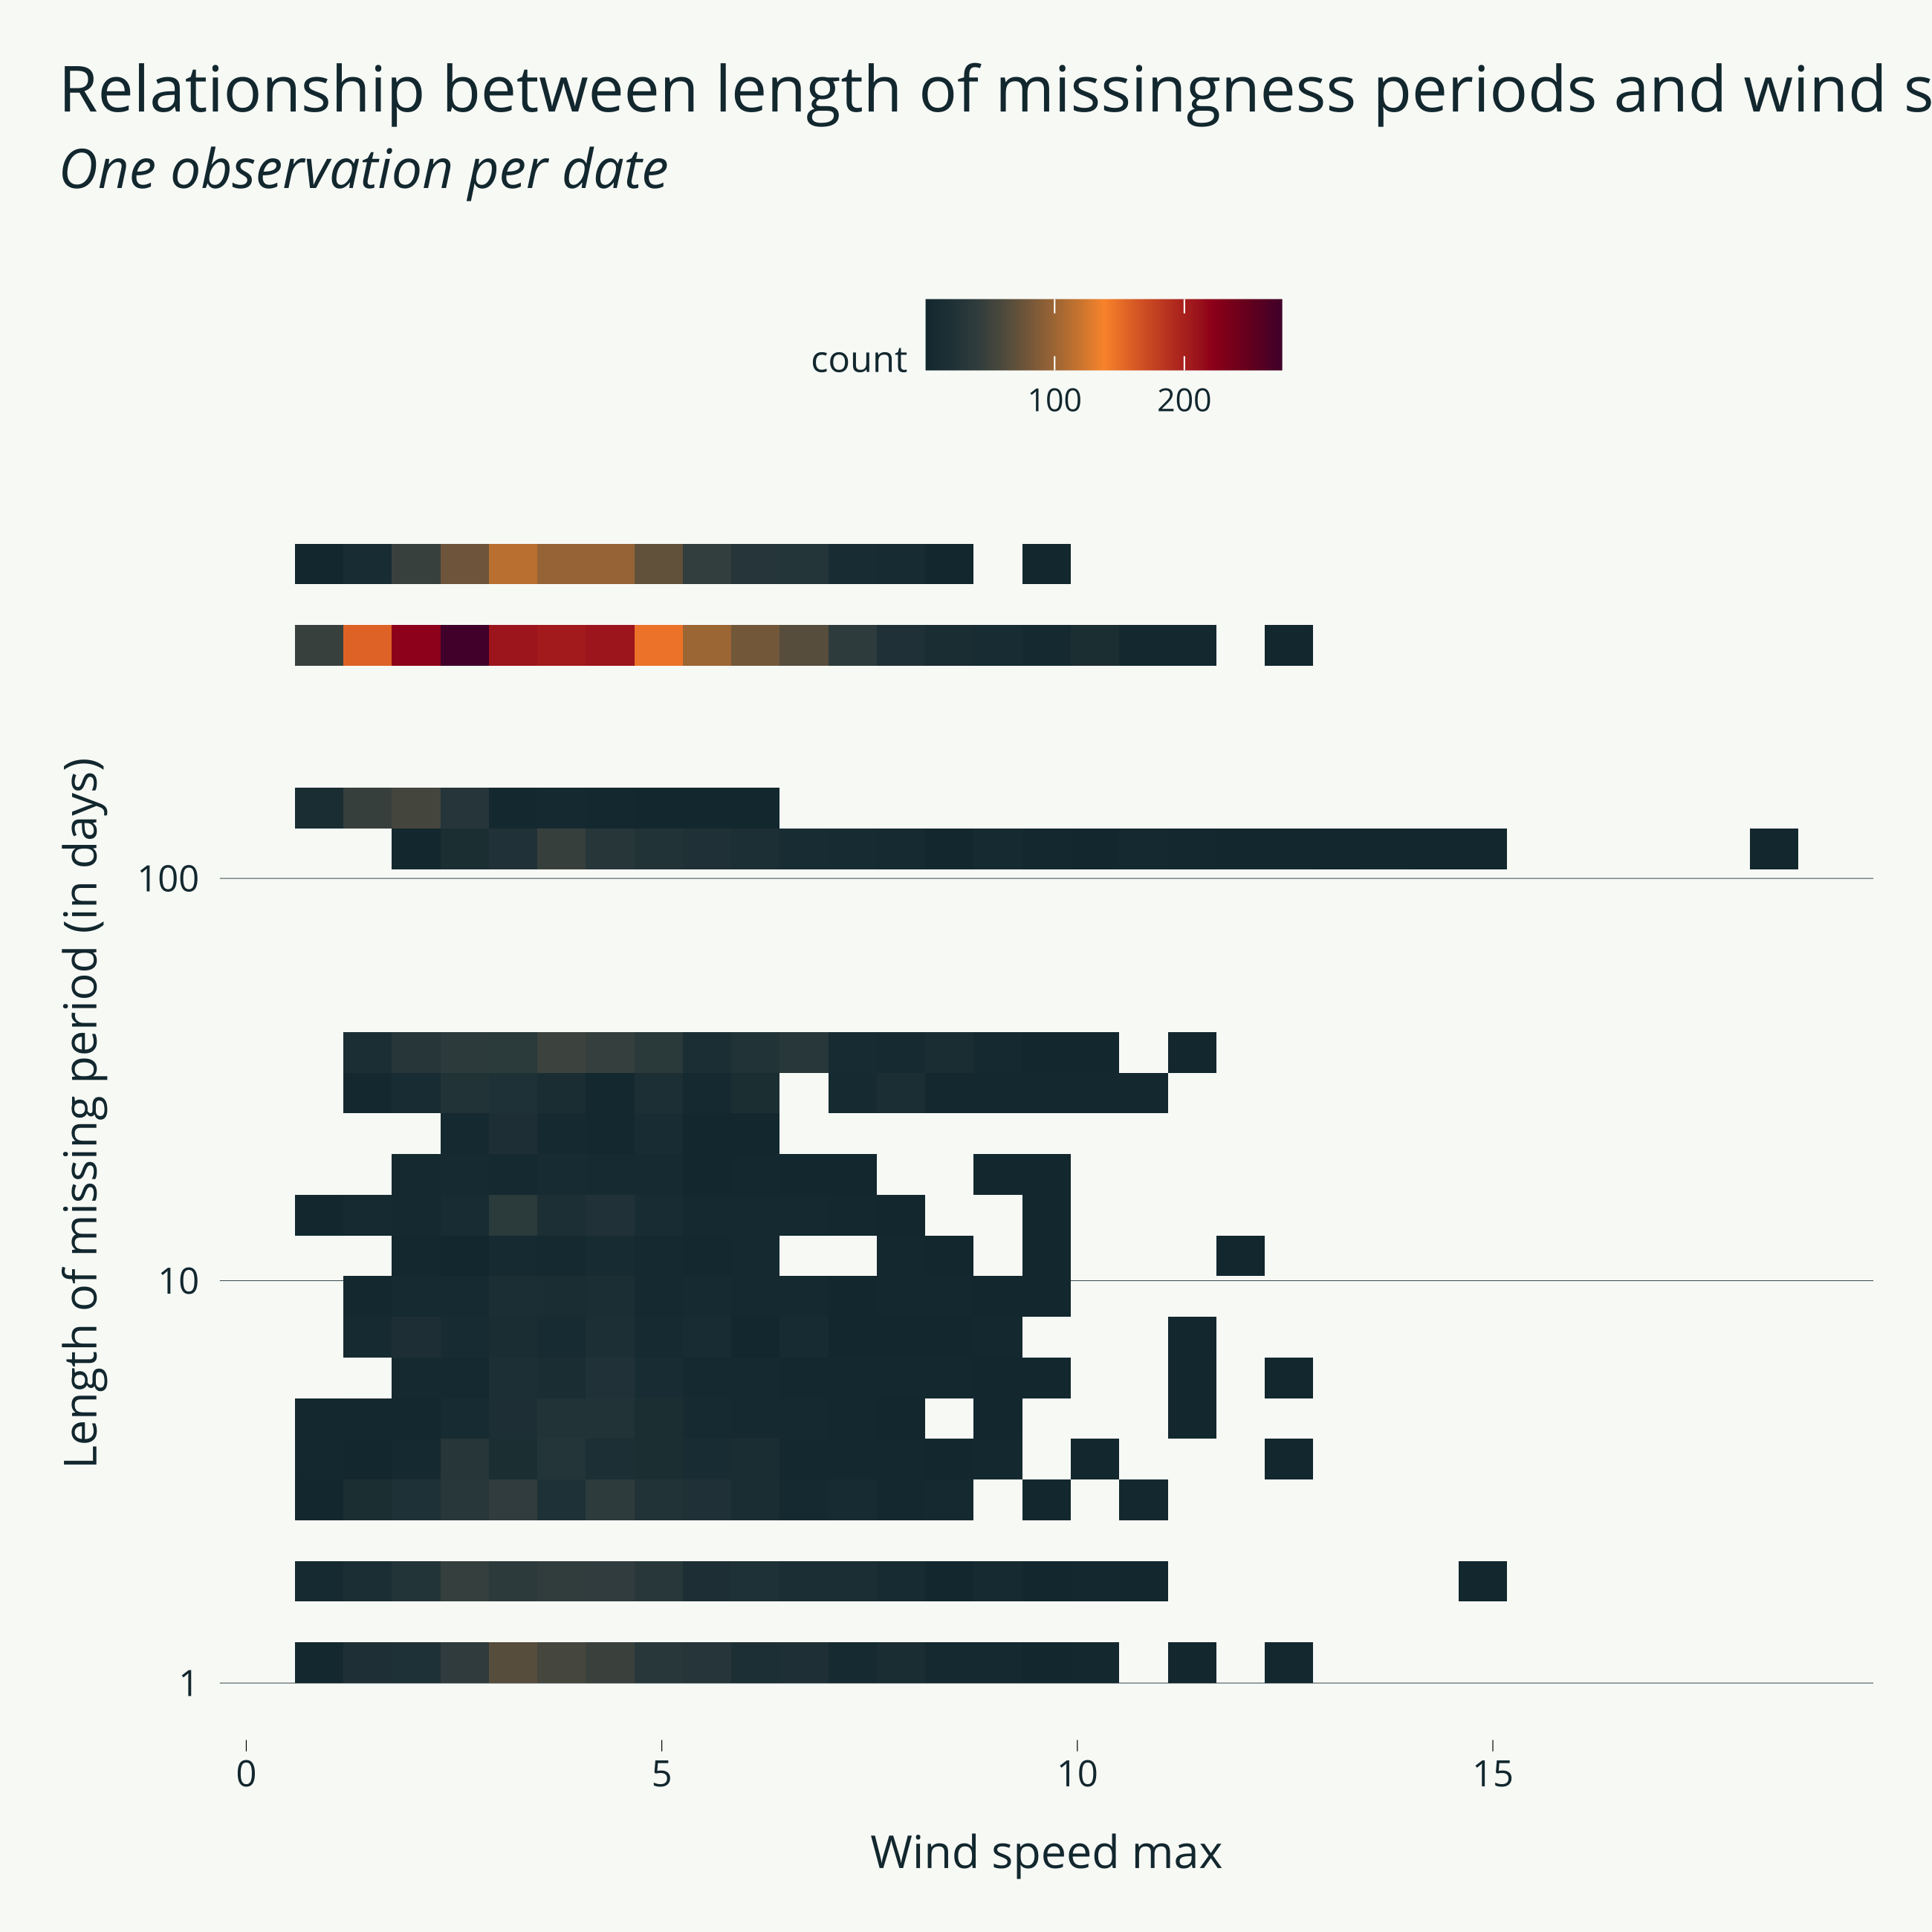 Relationship between length of missingness periods and wind s
One observation per date
count
100
200
Length of missing period (in days)
100
10
1
0
5
10
15
Wind speed max